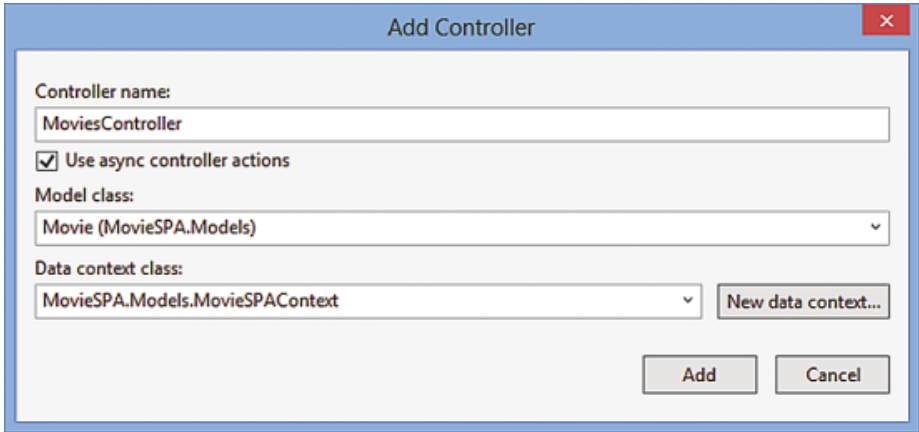 Add Controller
Controller name:
MoviesController
Use async controller actions
Model class:
Movie (MovieSPA.Models)
Data context class:
MovieSPA.Models.MovieSPAContext
New data context...
Add
Cancel